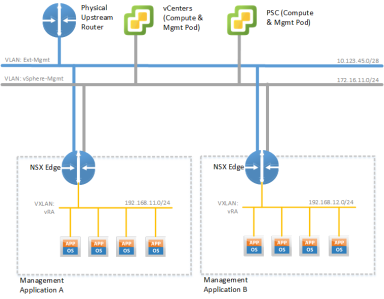 Physical
Upstream
Router
vCenters
(Compute &
Mgmt Pod)
PSC (Compute
& Mgmt Pod)
VLAN: Ext-Mgmt
10.123.45.0/28
VLAN: vSphere-Mgmt
172.16.11.0/24
NSX Edge
NSX Edge
VXLAN:
vRA
192.168.11.0/24
VXLAN:
vRA
192.168.12.0/24
APP
OS
APP
OS
APP
OS
APP
OS
APP
OS
APP
OS
APP
OS
APP
OS
Management
Application A
Management
Application B